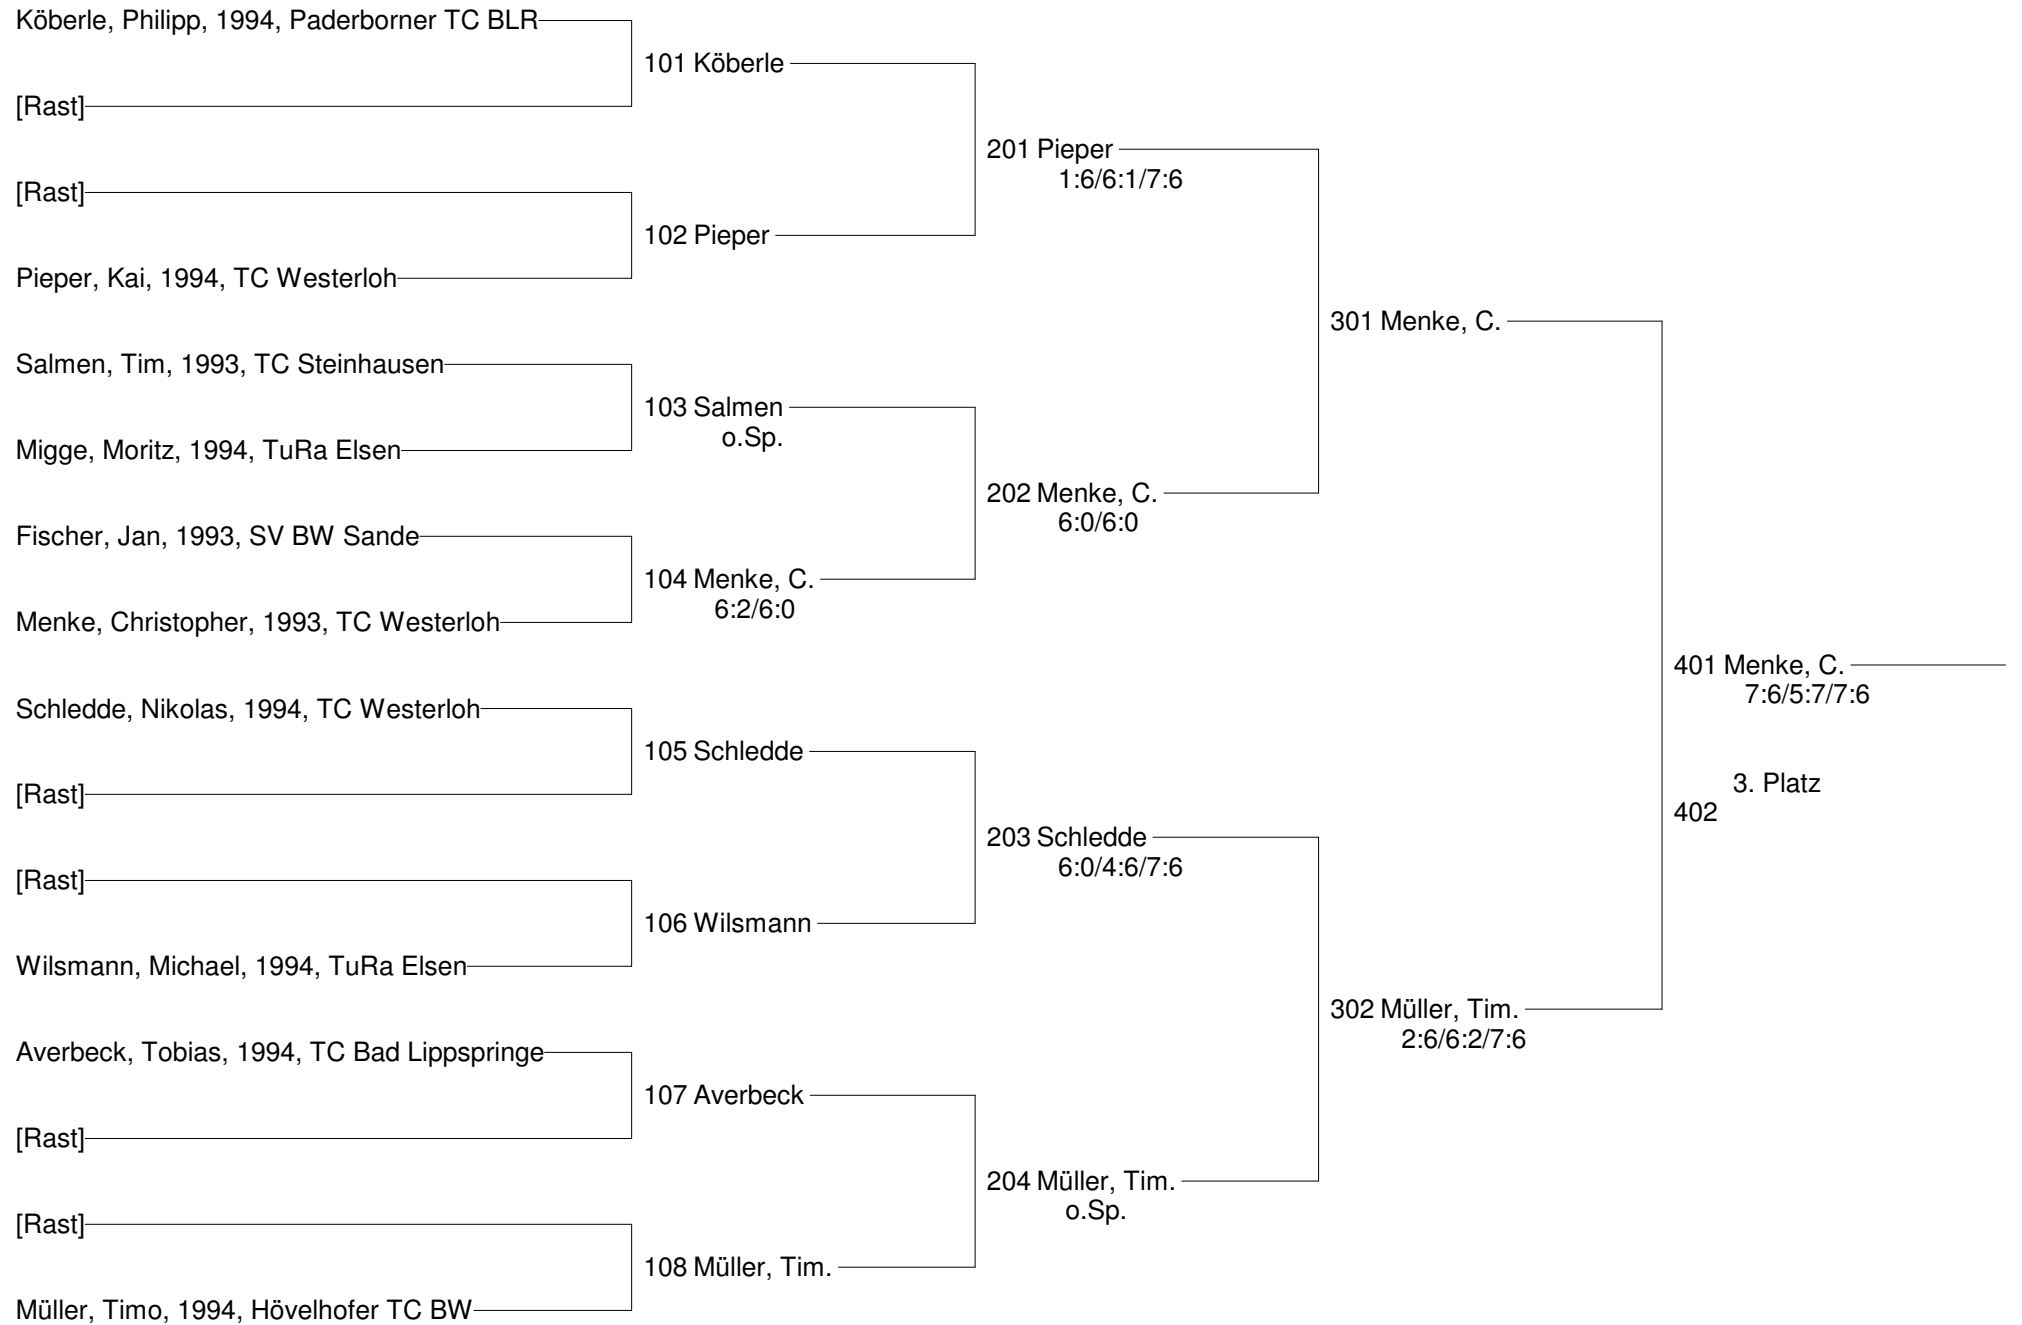 Köberle, Philipp, 1994, Paderborner TC BLR
[Rast]
[Rast]
Pieper, Kai, 1994, TC Westerloh
Salmen, Tim, 1993, TC Steinhausen
Migge, Moritz, 1994, TuRa Elsen
Fischer, Jan, 1993, SV BW Sande
Menke, Christopher, 1993, TC Westerloh
Schledde, Nikolas, 1994, TC Westerloh
[Rast]
[Rast]
Wilsmann, Michael, 1994, TuRa Elsen
Averbeck, Tobias, 1994, TC Bad Lippspringe
[Rast]
[Rast]
Müller, Timo, 1994, Hövelhofer TC BW
101 Köberle
102 Pieper
103 Salmen
o.Sp.
104 Menke, C.
6:2/6:0
105 Schledde
106 Wilsmann
107 Averbeck
108 Müller, Tim.
201 Pieper
1:6/6:1/7:6
202 Menke, C.
6:0/6:0
203 Schledde
6:0/4:6/7:6
204 Müller, Tim.
o.Sp.
301 Menke, C.
302 Müller, Tim.
2:6/6:2/7:6
401 Menke, C.
7:6/5:7/7:6
3. Platz
402